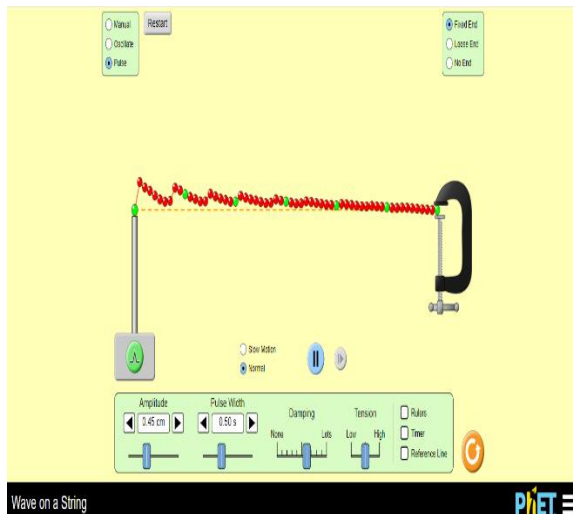 Manual
Restart
Oscillate
Pulse
Fixed End
Loose End
No End
Slow Motion
Normal
Amplitude
0.45 cm
Pulse Width
0.50 s
Damping
None
Lots
Tension
Low
High
Rulers
Timer
Reference Line
Wave on a String
PhET